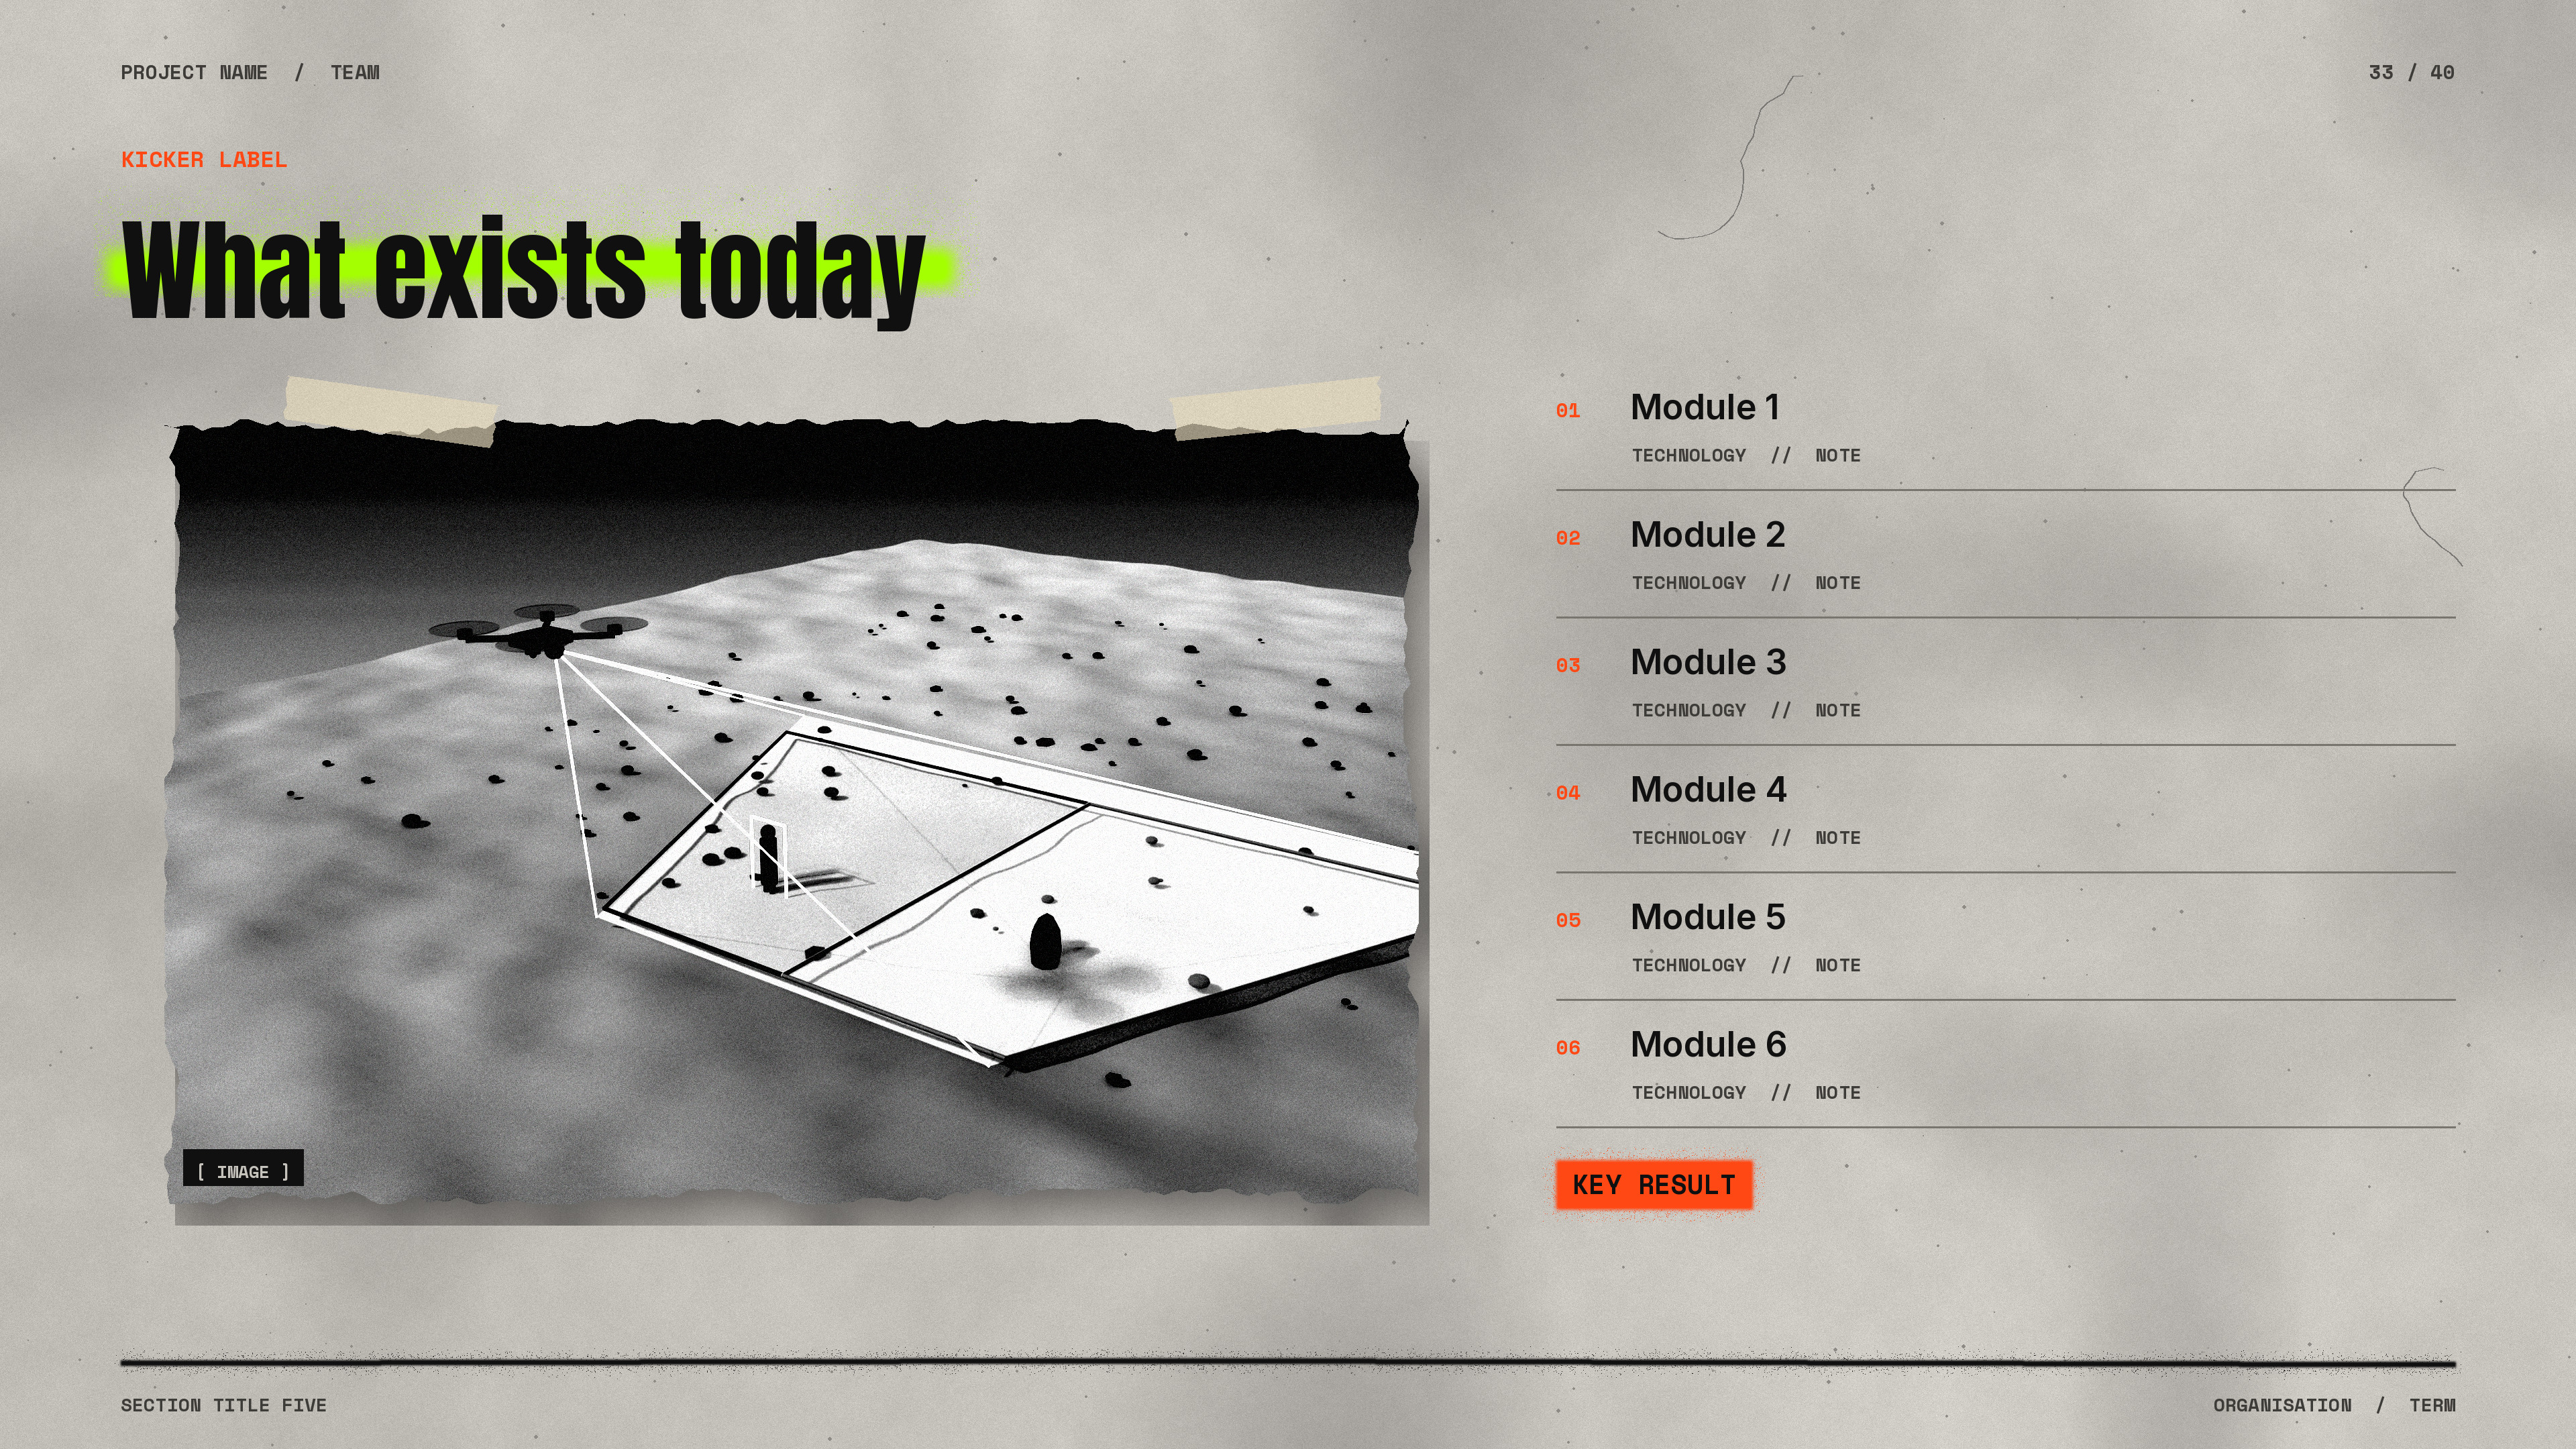 PROJECT NAME / TEAM
33 / 40
KICKER LABEL
What exists today
01 Module 1
TECHNOLOGY // NOTE
02 Module 2
TECHNOLOGY // NOTE
03 Module 3
TECHNOLOGY // NOTE
04 Module 4
TECHNOLOGY // NOTE
05 Module 5
TECHNOLOGY // NOTE
06 Module 6
TECHNOLOGY // NOTE
[ IMAGE ]
KEY RESULT
SECTION TITLE FIVE
ORGANISATION / TERM